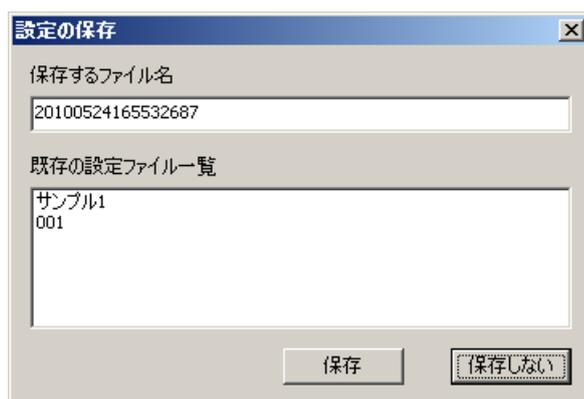 設定の保存
保存するファイル名
20100524165532687
既存の設定ファイル一覧
サンプル1
001
保存
保存しない